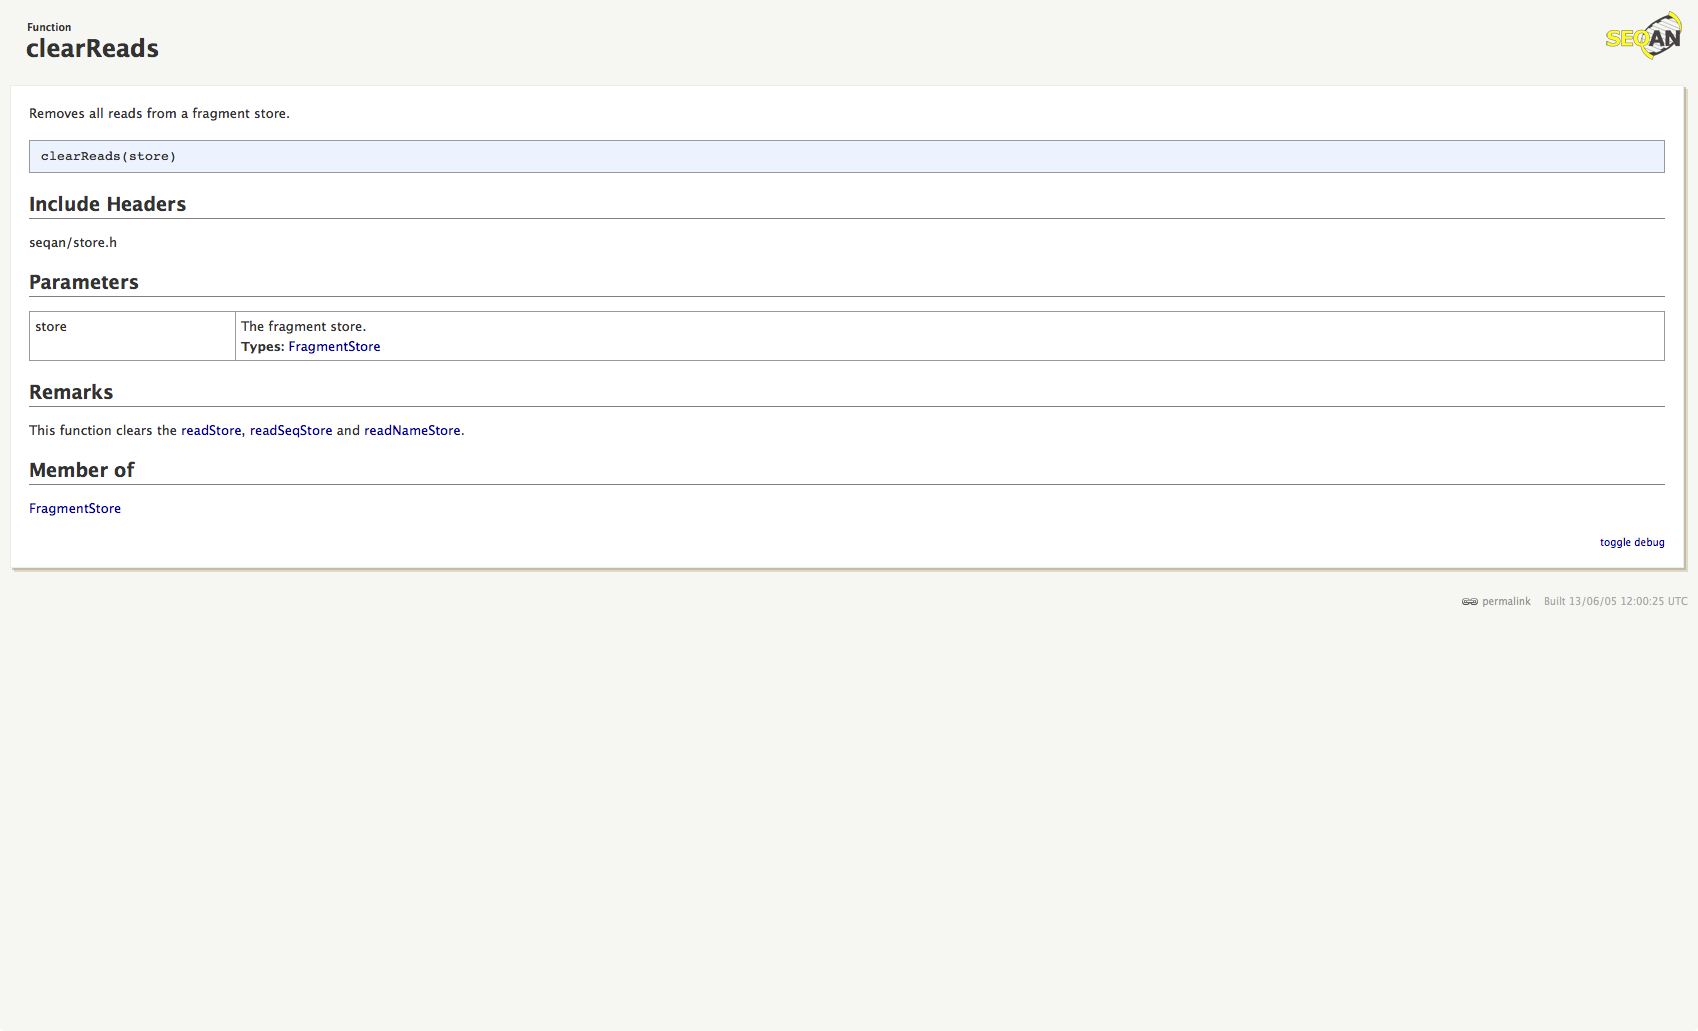 Function
clearReads
SEQAN
Removes all reads from a fragment store.
clearReads(store)
Include Headers
seqan/store.h
Parameters
store
The fragment store.
Types: FragmentStore
Remarks
This function clears the readStore, readSeqStore and readNameStore.
Member of
FragmentStore
toggle debug
permalink Built 13/06/05 12:00:25 UTC